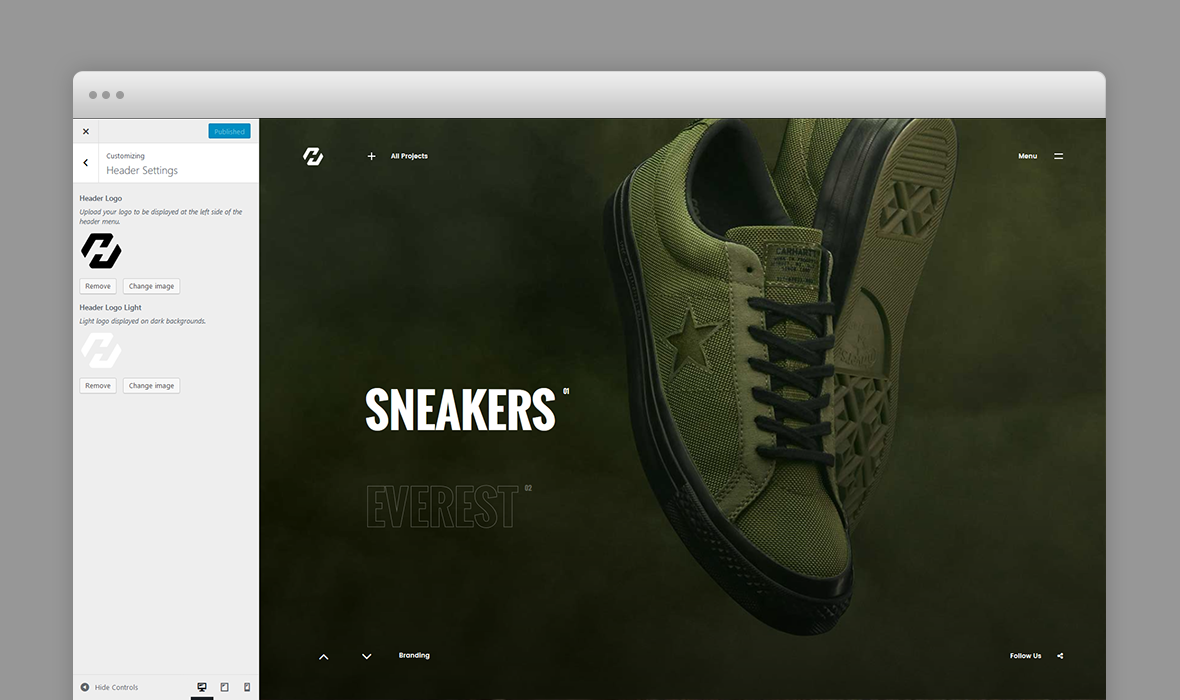 Published
Customizing
Header Settings
Header Logo
Upload your logo to be displayed at the left side of the
header menu.
Remove
Change image
Header Logo Light
Light logo displayed on dark backgrounds.
Remove
Change image
Hide Controls
All Projects
Menu
CARHARTT
SNEAKERS 01
EVEREST 02
Branding
Follow Us